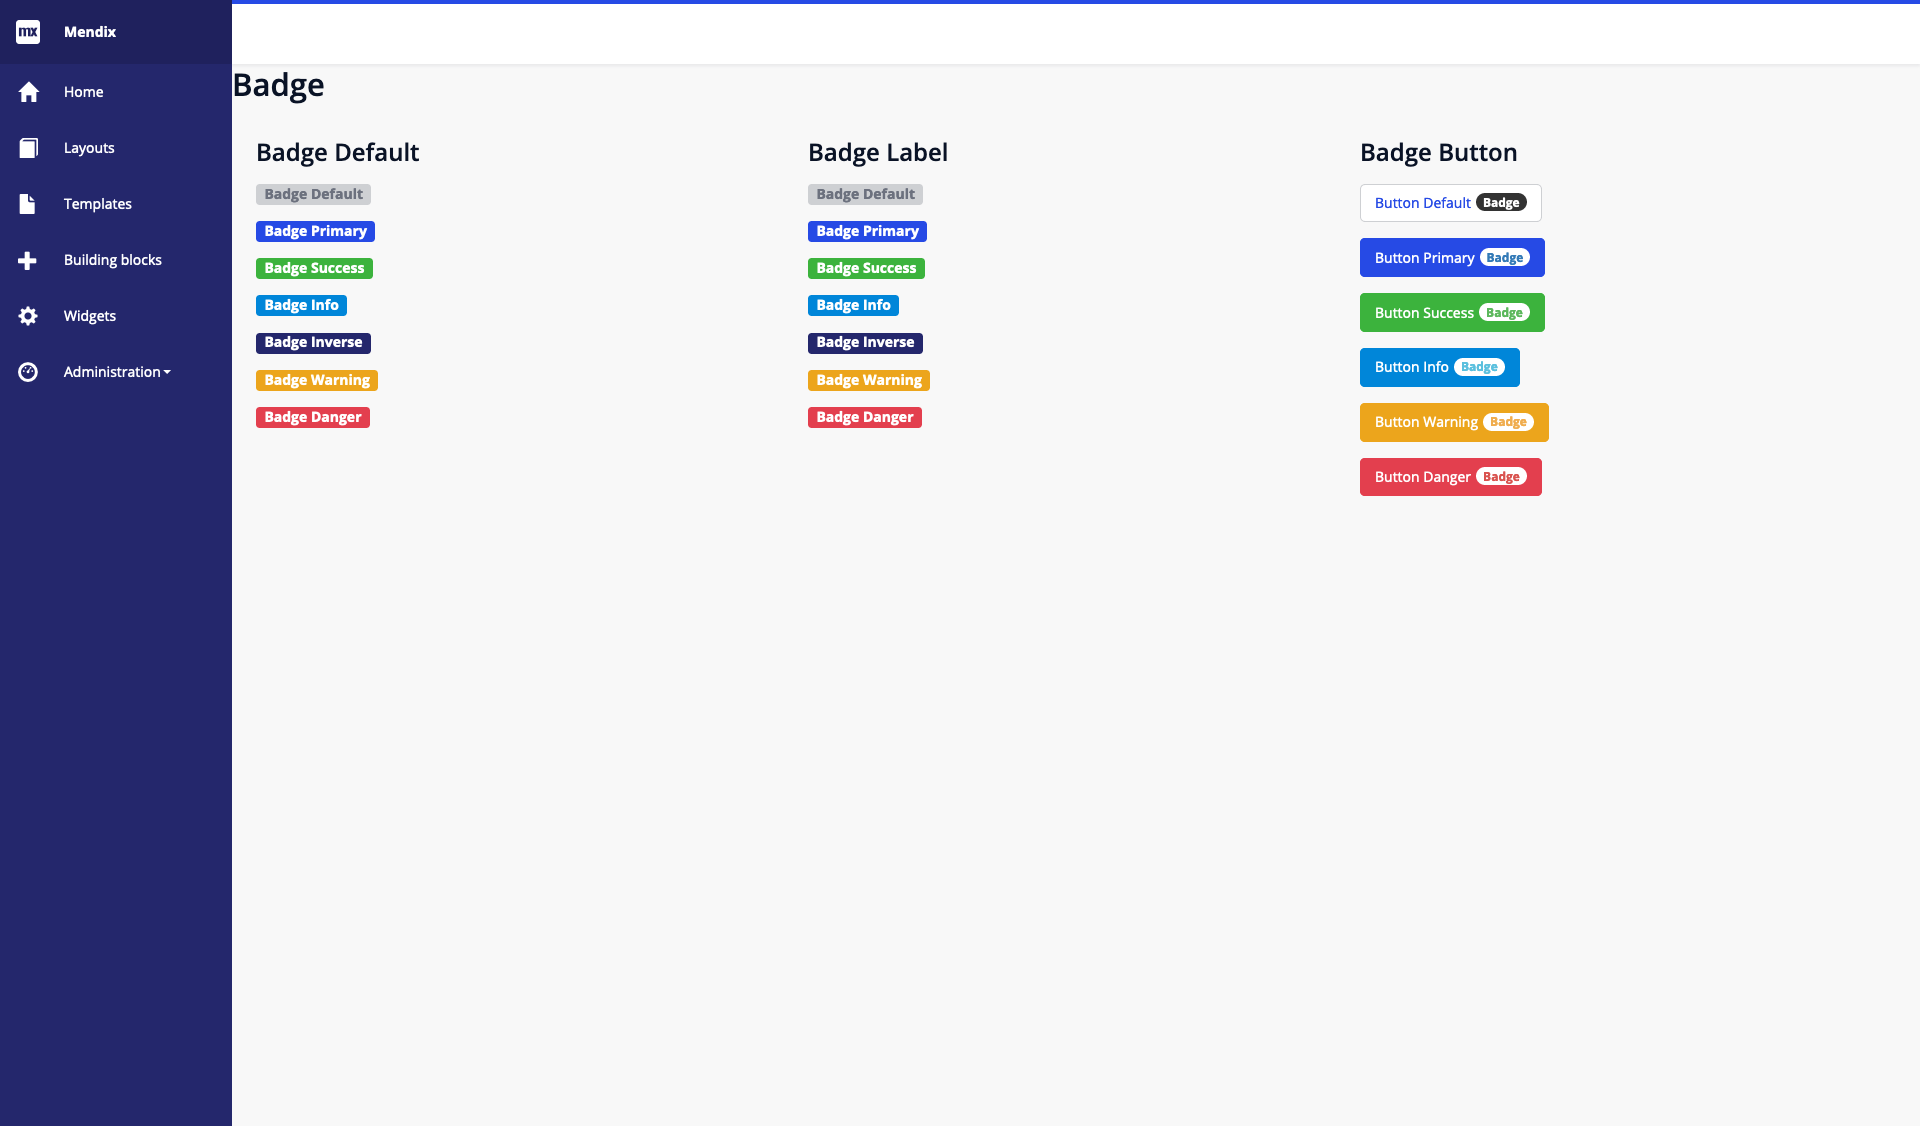 mx Mendix
Home
Layouts
Templates
Building blocks
Widgets
Administration
Badge
Badge Default
Badge Default
Badge Primary
Badge Success
Badge Info
Badge Inverse
Badge Warning
Badge Danger
Badge Label
Badge Default
Badge Primary
Badge Success
Badge Info
Badge Inverse
Badge Warning
Badge Danger
Badge Button
Button Default Badge
Button Primary Badge
Button Success Badge
Button Info Badge
Button Warning Badge
Button Danger Badge